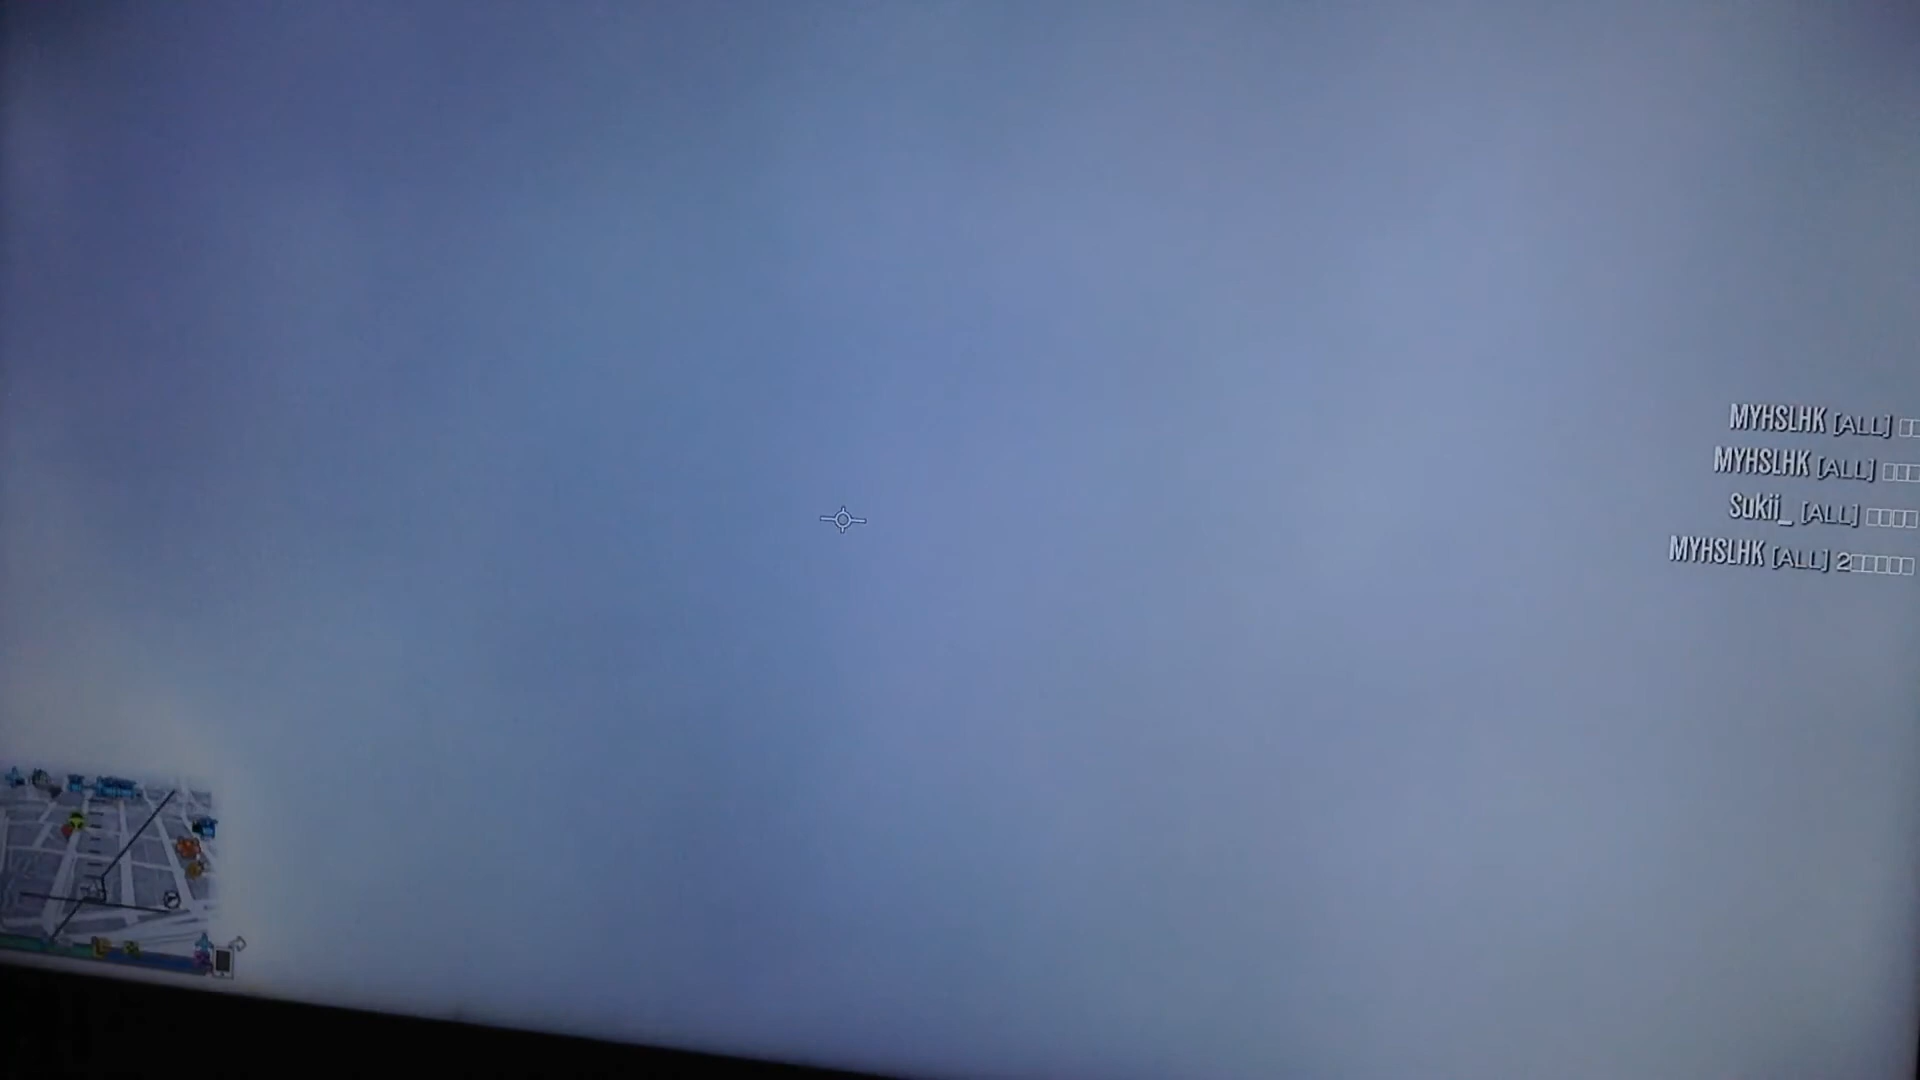 MYHSLHK [ALL] □□
MYHSLHK [ALL] □□□
Sukii_ [ALL] □□□□
MYHSLHK [ALL] 2□□□□□